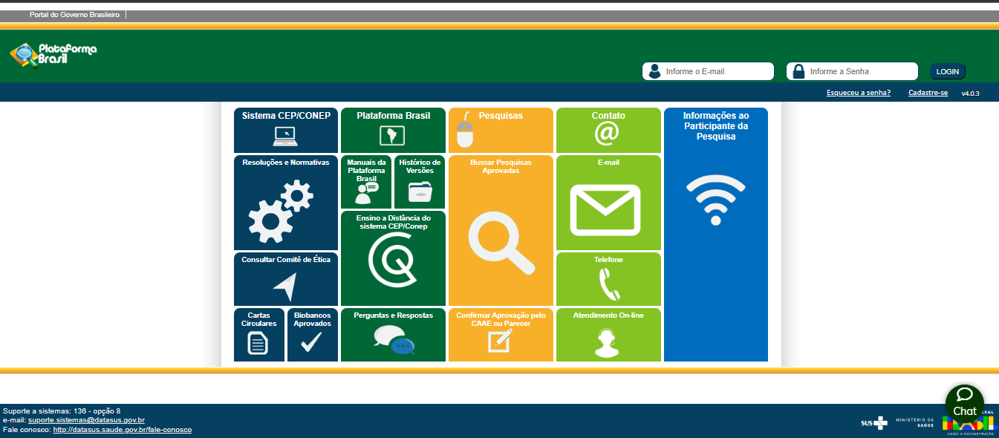 Portal do Governo Brasileiro
Plataforma
Brasil
Informe o E-mail
Informe a Senha
LOGIN
Esqueceu a senha?
Cadastre-se
v4.0.3
Sistema CEP/CONEP
Plataforma Brasil
Pesquisas
Contato
@
Informações ao
Participante da
Pesquisa
Resoluções e Normativas
Manuais da
Plataforma
Brasil
Histórico de
Versões
Buscar Pesquisas
Aprovadas
E-mail
Ensino a Distância do
sistema CEP/Conep
Consultar Comitê de Ética
Telefone
Cartas
Circulares
Biobancos
Aprovados
Perguntas e Respostas
Confirmar Aprovação pelo
CAAE ou Parecer
Atendimento On-line
Suporte a sistemas: 136 - opção 8
e-mail: suporte.sistemas@datasus.gov.br
Fale conosco: http://datasus.saude.gov.br/fale-conosco
SUS
MINISTÉRIO DA
SAÚDE
Chat
UNIÃO E RECONSTRUÇÃO